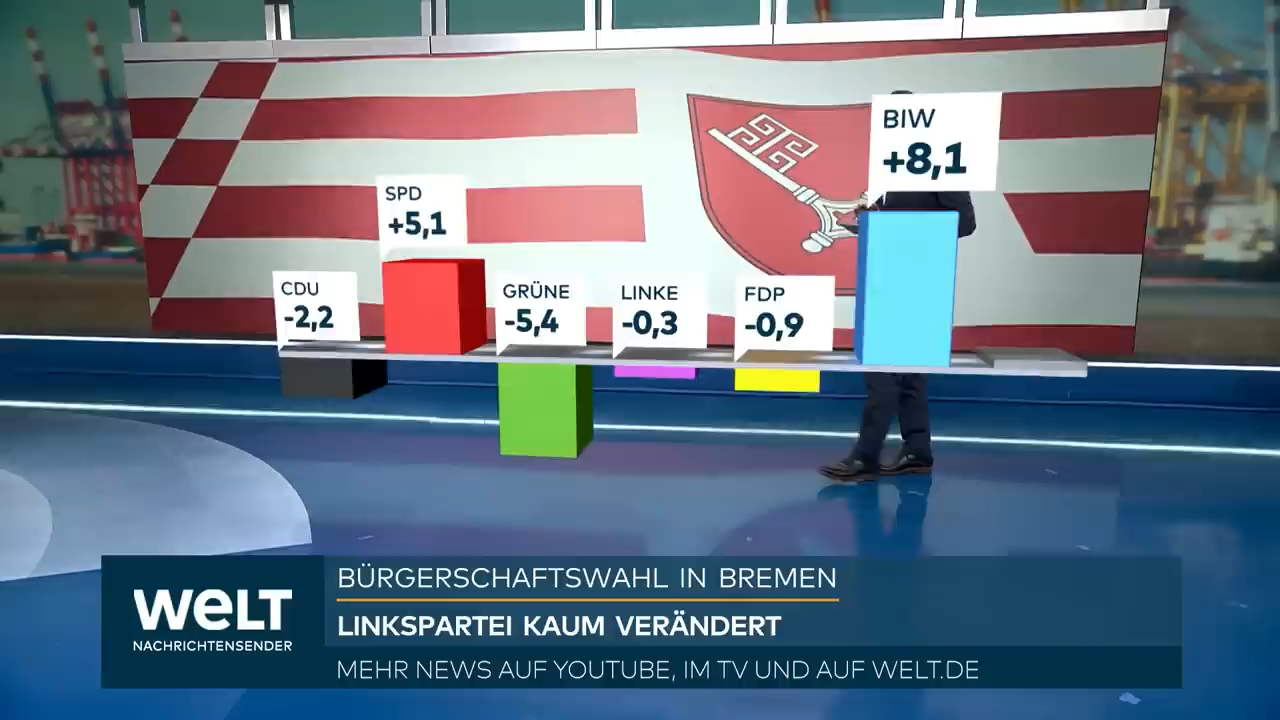 BIW
+8,1
SPD
+5,1
CDU
-2,2
GRÜNE
-5,4
LINKE
-0,3
FDP
-0,9
BÜRGERSCHAFTSWAHL IN BREMEN
LINKSPARTEI KAUM VERÄNDERT
MEHR NEWS AUF YOUTUBE, IM TV UND AUF WELT.DE
WELT
NACHRICHTENSENDER